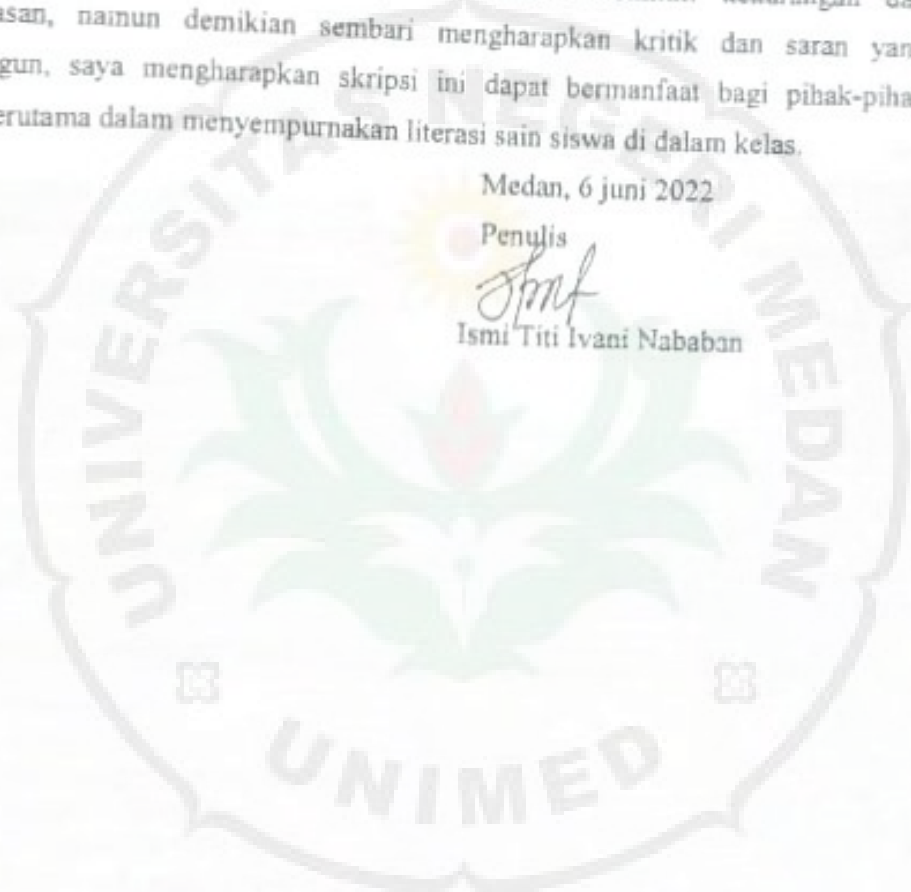 asan, namun demikian sembari mengharapkan kritik dan saran yan
gun, saya mengharapkan skripsi ini dapat bermanfaat bagi pihak-piha
erutama dalam menyempurnakan literasi sain siswa di dalam kelas.
Medan, 6 juni 2022
Penulis
Ismi Titi Ivani Nababan
UNIVERSITAS NEGERI MEDAN
UNIMED